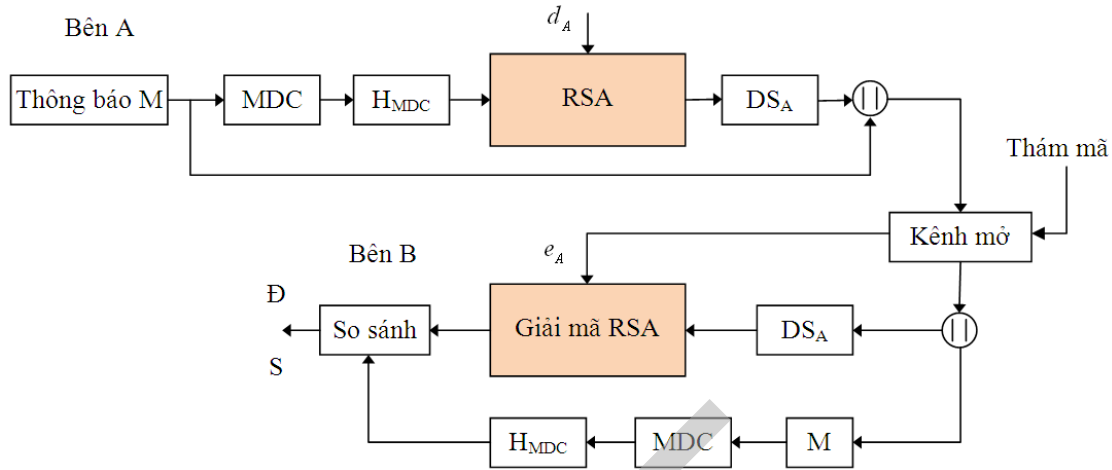 Bên A
d_A
Thông báo M
MDC
H_MDC
RSA
DS_A
||
Thám mã
Kênh mở
Bên B
e_A
Đ
S
So sánh
Giải mã RSA
DS_A
||
H_MDC
MDC
M